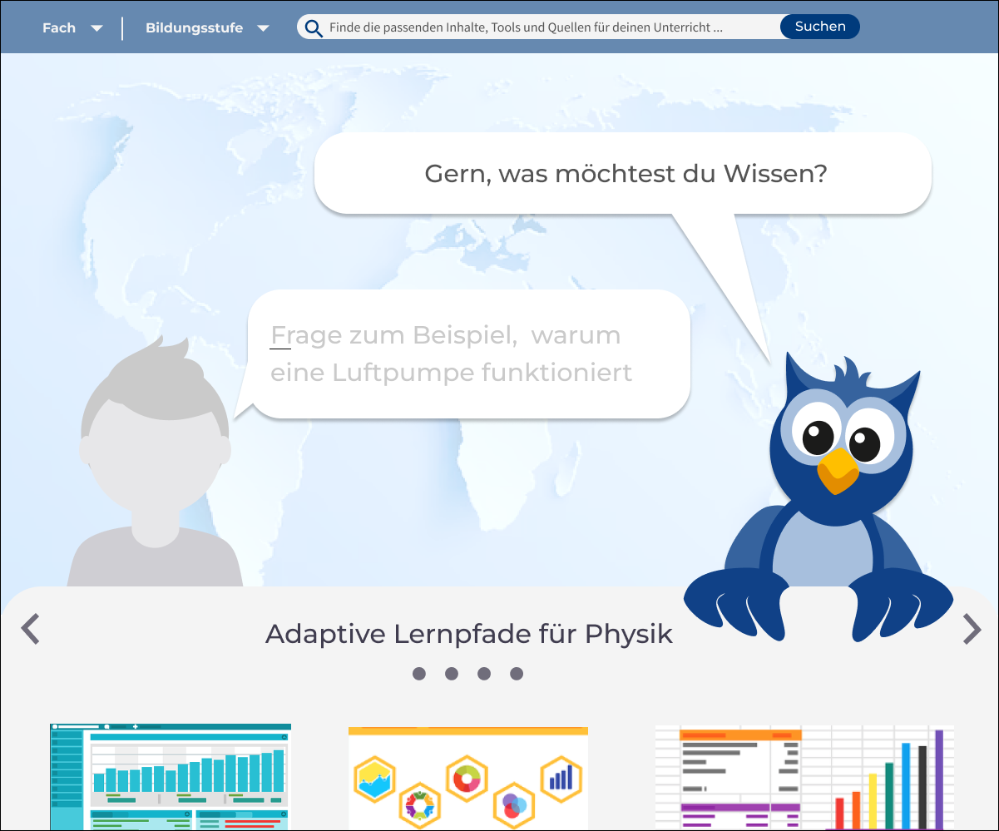 Fach
Bildungsstufe
Finde die passenden Inhalte, Tools und Quellen für deinen Unterricht ...
Suchen
Gern, was möchtest du Wissen?
Frage zum Beispiel, warum
eine Luftpumpe funktioniert
Adaptive Lernpfade für Physik